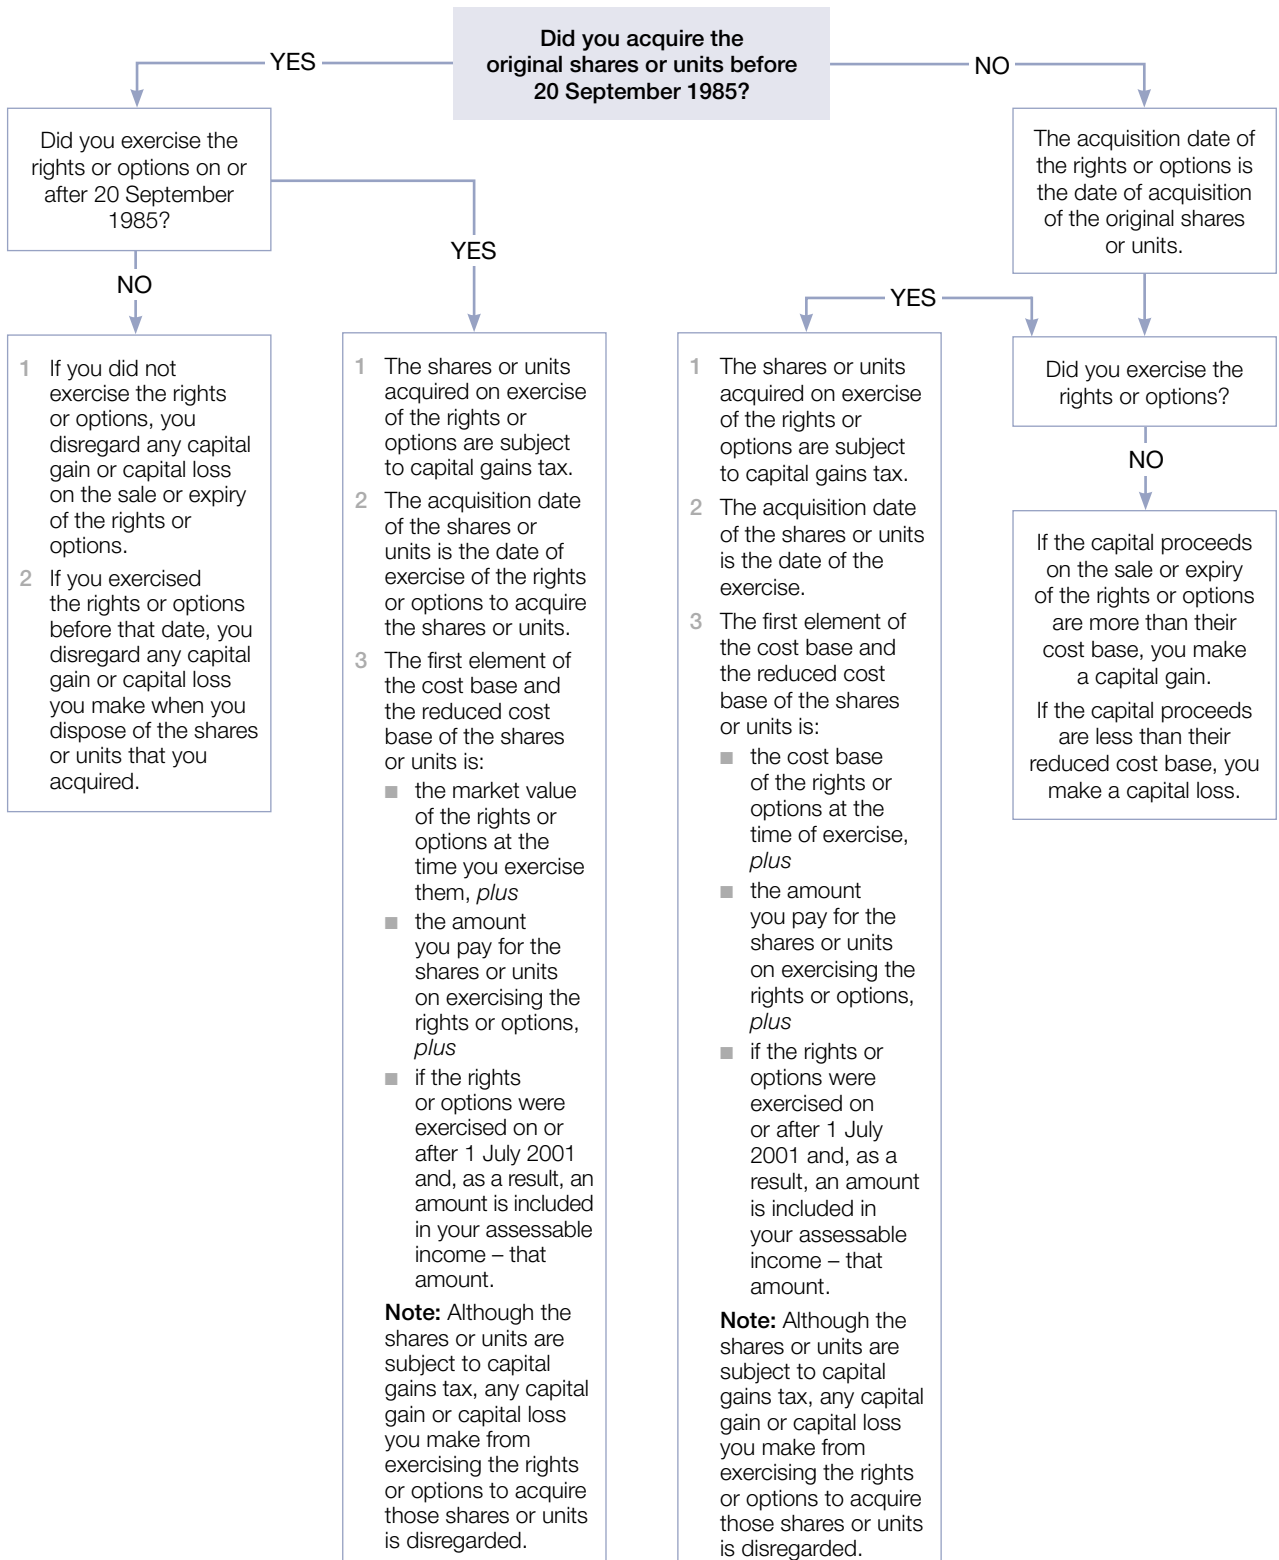 Did you acquire the
original shares or units before
20 September 1985?
YES
NO
Did you exercise the
rights or options on or
after 20 September
1985?
NO
YES
1 If you did not
exercise the rights
or options, you
disregard any capital
gain or capital loss
on the sale or expiry
of the rights or
options.
2 If you exercised
the rights or options
before that date, you
disregard any capital
gain or capital loss
you make when you
dispose of the shares
or units that you
acquired.
1 The shares or units
acquired on exercise
of the rights or
options are subject
to capital gains tax.
2 The acquisition date
of the shares or
units is the date of
exercise of the rights
or options to acquire
the shares or units.
3 The first element of
the cost base and
the reduced cost
base of the shares
or units is:
■ the market value
of the rights or
options at the
time you exercise
them, plus
■ the amount
you pay for the
shares or units
on exercising the
rights or options,
plus
■ if the rights
or options were
exercised on or
after 1 July 2001
and, as a result, an
amount is included
in your assessable
income – that
amount.
Note: Although the
shares or units are
subject to capital
gains tax, any capital
gain or capital loss
you make from
exercising the rights
or options to acquire
those shares or units
is disregarded.
The acquisition date of
the rights or options is
the date of acquisition
of the original shares
or units.
Did you exercise the
rights or options?
YES
NO
1 The shares or units
acquired on exercise
of the rights or
options are subject
to capital gains tax.
2 The acquisition date
of the shares or units
is the date of the
exercise.
3 The first element of
the cost base and
the reduced cost
base of the shares
or units is:
■ the cost base
of the rights or
options at the
time of exercise,
plus
■ the amount
you pay for the
shares or units
on exercising the
rights or options,
plus
■ if the rights or
options were
exercised on
or after 1 July
2001 and, as a
result, an amount
is included in
your assessable
income – that
amount.
Note: Although the
shares or units are
subject to capital
gains tax, any capital
gain or capital loss
you make from
exercising the rights
or options to acquire
those shares or units
is disregarded.
If the capital proceeds
on the sale or expiry
of the rights or options
are more than their
cost base, you make
a capital gain.
If the capital proceeds
are less than their
reduced cost base, you
make a capital loss.